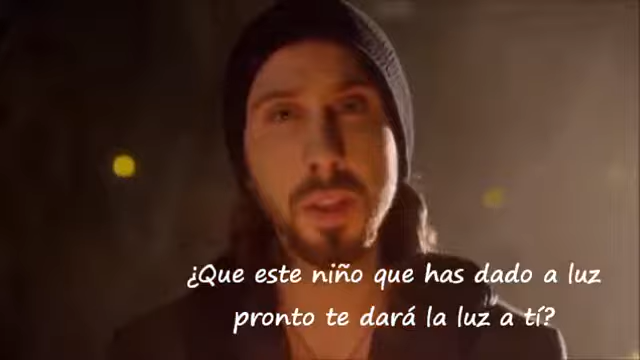 ¿Que este niño que has dado a luz
pronto te dará la luz a tí?